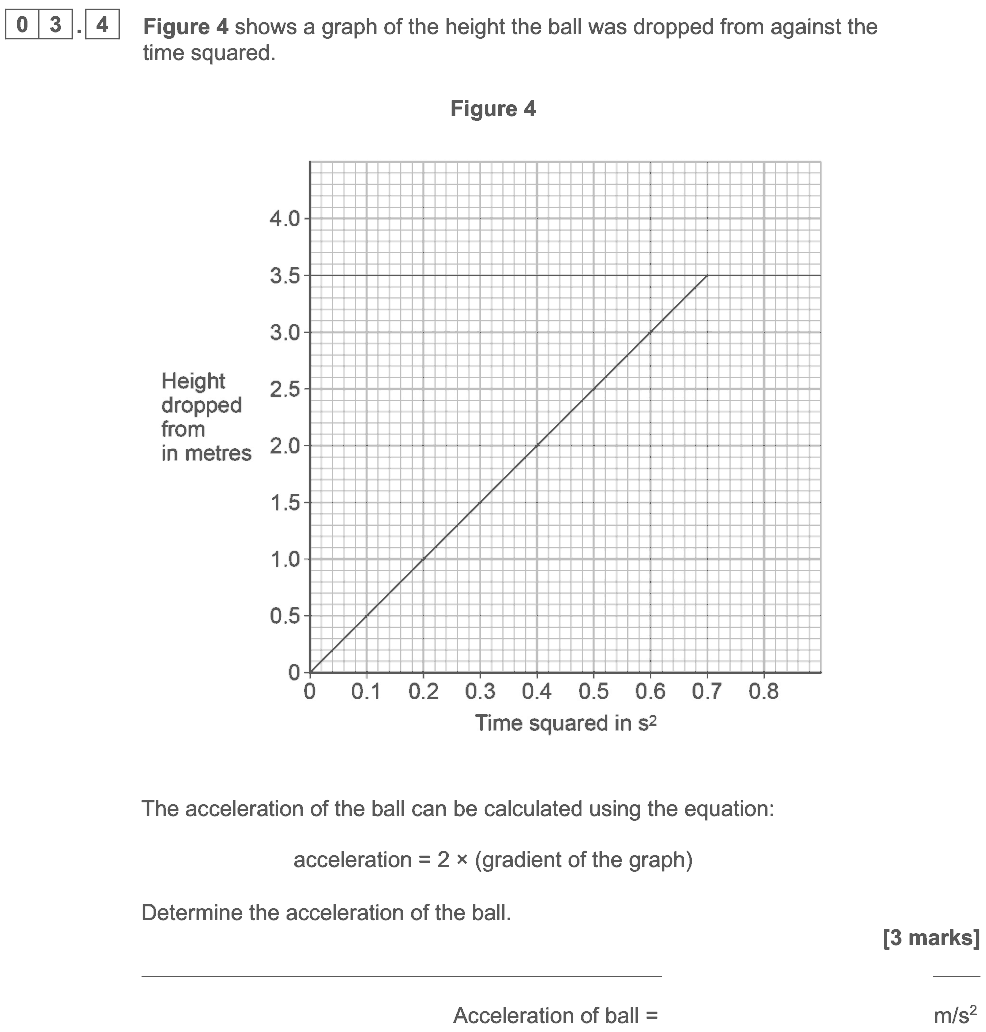 0 3 . 4 Figure 4 shows a graph of the height the ball was dropped from against the
time squared.
Figure 4
4.0
3.5
3.0
2.5
2.0
1.5
1.0
0.5
0
Height
dropped
from
in metres
0 0.1 0.2 0.3 0.4 0.5 0.6 0.7 0.8
Time squared in s²
The acceleration of the ball can be calculated using the equation:
acceleration = 2 × (gradient of the graph)
Determine the acceleration of the ball.
[3 marks]
Acceleration of ball = m/s²